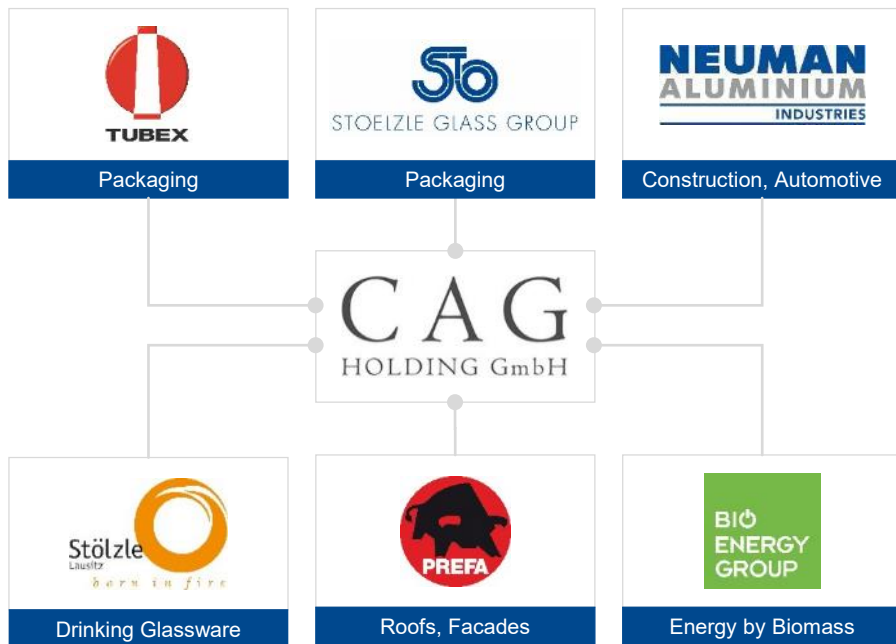 TUBEX
Packaging
STO
STOELZLE GLASS GROUP
Packaging
NEUMAN
ALUMINIUM
INDUSTRIES
Construction, Automotive
CAG
HOLDING GmbH
Stölzle
Lausitz
born in fire
Drinking Glassware
PREFA
Roofs, Facades
BIO
ENERGY
GROUP
Energy by Biomass